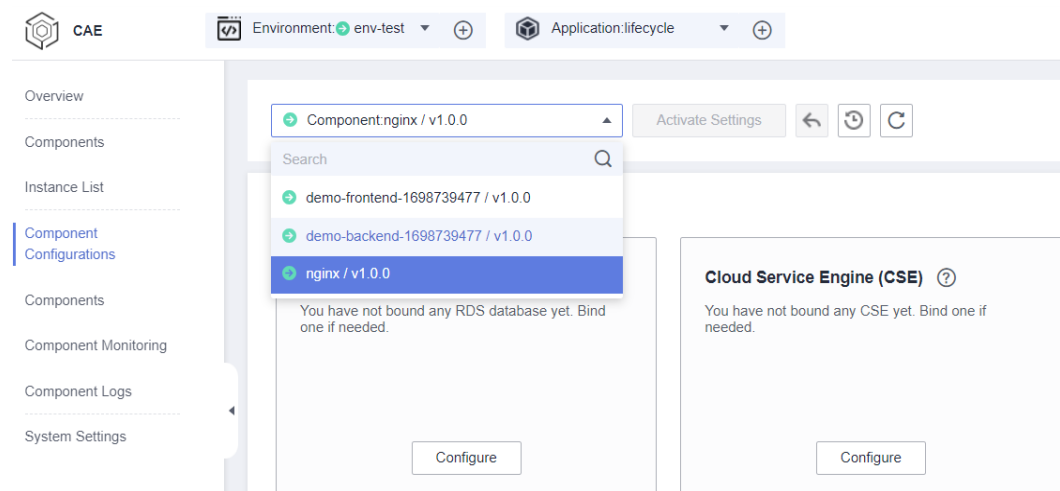 CAE
Environment: env-test
Application:lifecycle
Overview
Components
Instance List
Component
Configurations
Components
Component Monitoring
Component Logs
System Settings
Component:nginx / v1.0.0
Activate Settings
Search
demo-frontend-1698739477 / v1.0.0
demo-backend-1698739477 / v1.0.0
nginx / v1.0.0
You have not bound any RDS database yet. Bind
one if needed.
Configure
Cloud Service Engine (CSE) ?
You have not bound any CSE yet. Bind one if
needed.
Configure